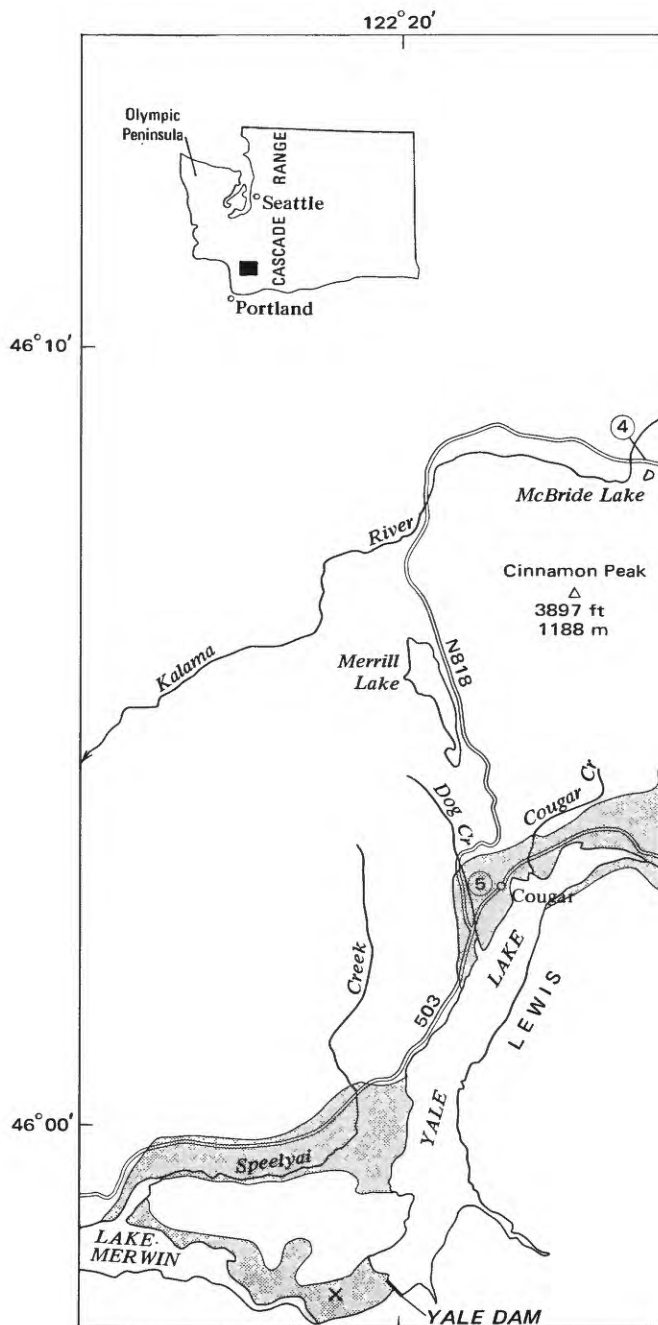 122° 20'
Olympic
Peninsula
CASCADE RANGE
Seattle
Portland
46° 10'
4
McBride Lake
River
Cinnamon Peak
3897 ft
1188 m
N818
Merrill
Lake
Kalama
Dog Cr
Cougar Cr
5
Cougar
LAKE
LEWIS
Creek
503
46° 00'
YALE
Speelyai
LAKE
MERWIN
X
YALE DAM